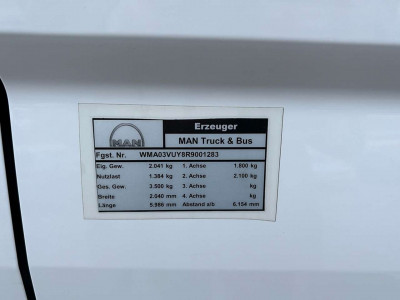 Erzeuger
MAN MAN Truck & Bus
Fgst. Nr. WMA03VUY8R9001283
Eig. Gew. 2.041 kg 1. Achse 1.800 kg
Nutzlast 1.384 kg 2. Achse 2.100 kg
Ges. Gew. 3.500 kg 3. Achse kg
Breite 2.040 mm 4. Achse kg
Länge 5.986 mm Abstand a/b 6.154 mm